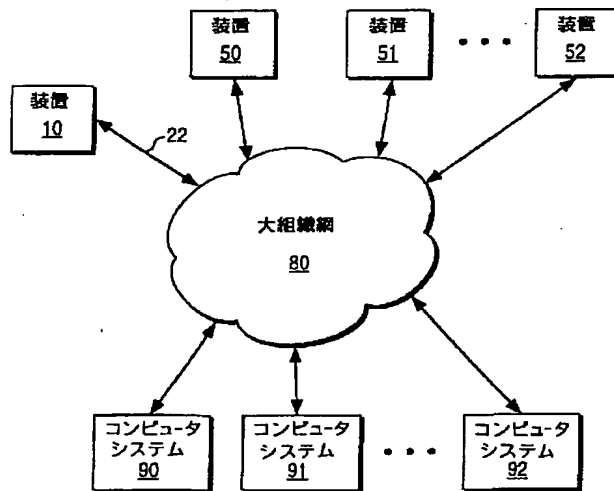 装置
50
装置
51
装置
52
装置
10
22
大組織網
80
コンピュータ
システム
90
コンピュータ
システム
91
コンピュータ
システム
92